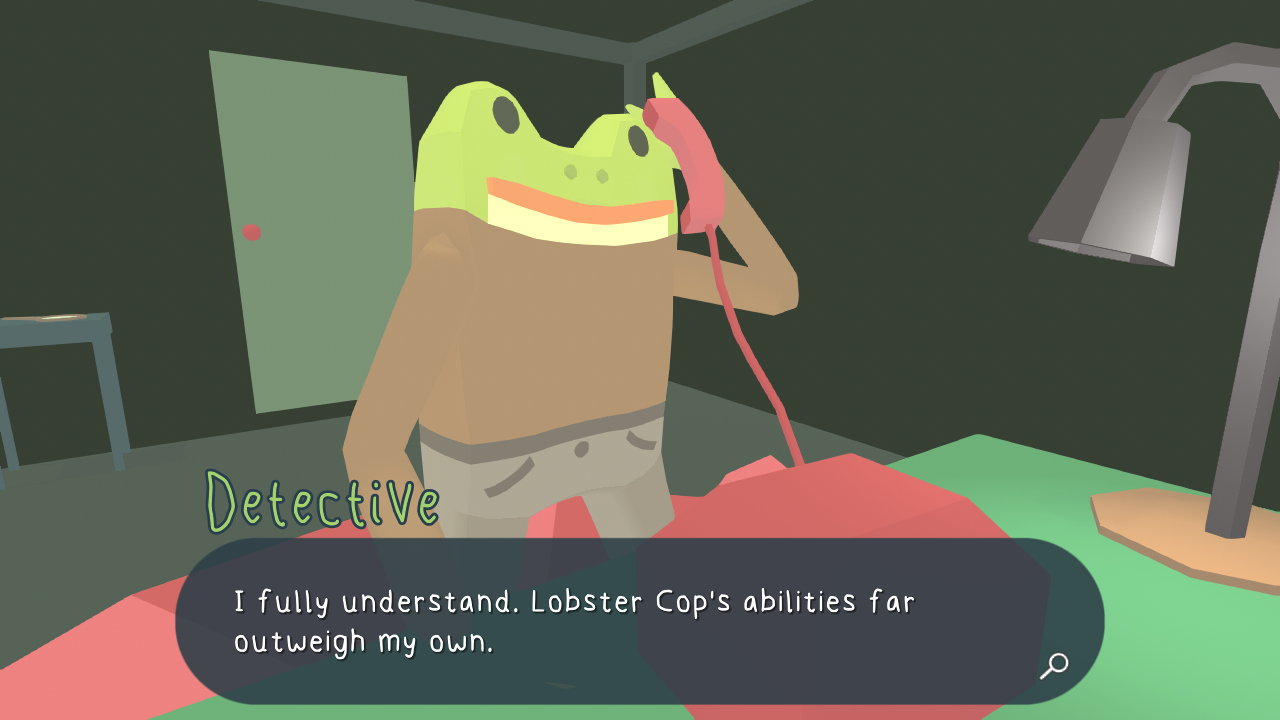 Detective
I fully understand. Lobster Cop's abilities far
outweigh my own.